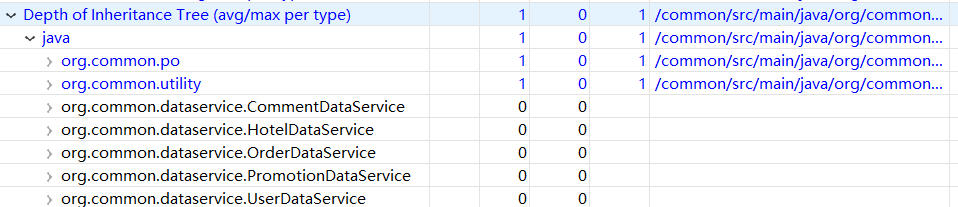 Depth of Inheritance Tree (avg/max per type) 1 0 1 /common/src/main/java/org/common...
java 1 0 1 /common/src/main/java/org/common...
org.common.po 1 0 1 /common/src/main/java/org/common...
org.common.utility 1 0 1 /common/src/main/java/org/common...
org.common.dataservice.CommentDataService 0 0
org.common.dataservice.HotelDataService 0 0
org.common.dataservice.OrderDataService 0 0
org.common.dataservice.PromotionDataService 0 0
org.common.dataservice.UserDataService 0 0